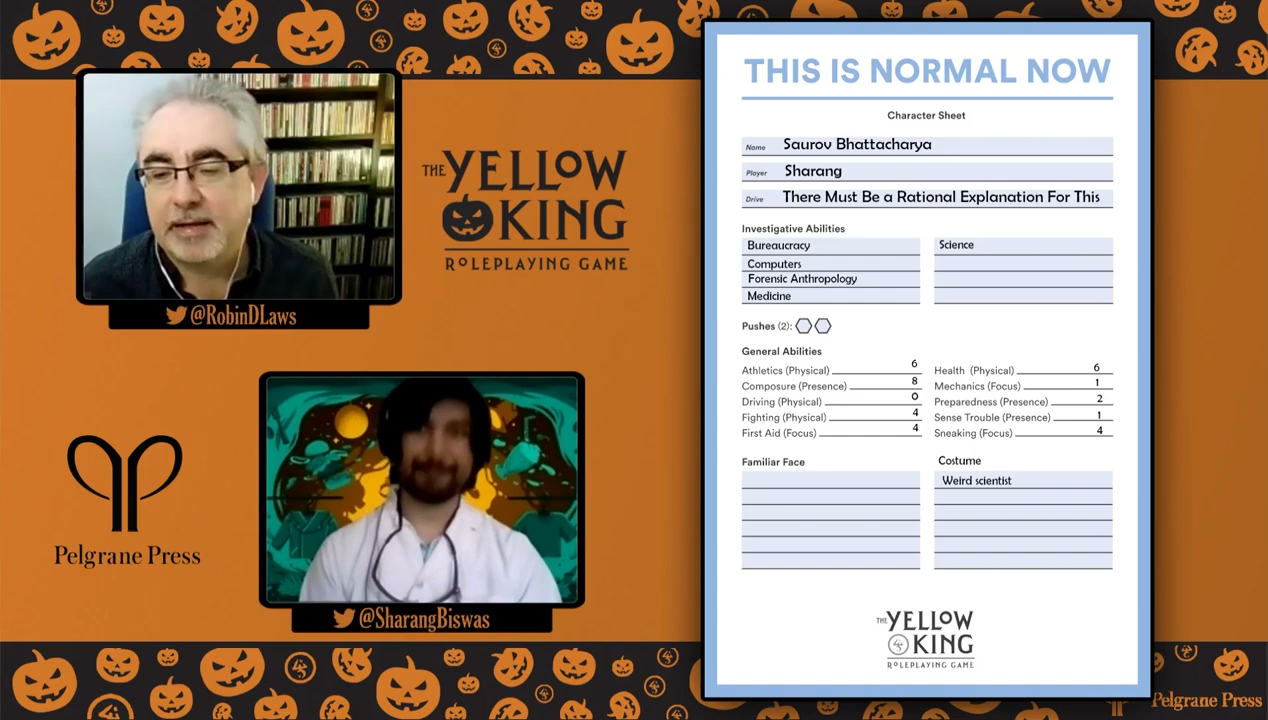 @RobinDLaws
THE YELLOW
KING
ROLEPLAYING GAME
Pelgrane Press
@SharangBiswas
THIS IS NORMAL NOW
Character Sheet
Name Saurov Bhattacharya
Player Sharang
Drive There Must Be a Rational Explanation For This
Investigative Abilities
Bureaucracy
Computers
Forensic Anthropology
Medicine
Science
Pushes (2):
General Abilities
Athletics (Physical) 6
Composure (Presence) 8
Driving (Physical) 0
Fighting (Physical) 4
First Aid (Focus) 4
Health (Physical) 6
Mechanics (Focus) 1
Preparedness (Presence) 2
Sense Trouble (Presence) 1
Sneaking (Focus) 4
Familiar Face
Costume
Weird scientist
THE YELLOW
KING
ROLEPLAYING GAME
Pelgrane Press